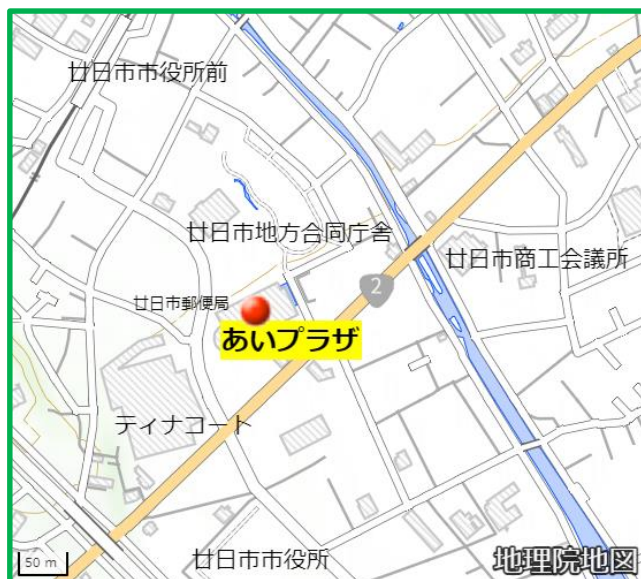 廿日市市役所前
廿日市地方合同庁舎
廿日市商工会議所
2
廿日市郵便局
あいプラザ
ティナコート
廿日市市役所
50 m
地理院地図